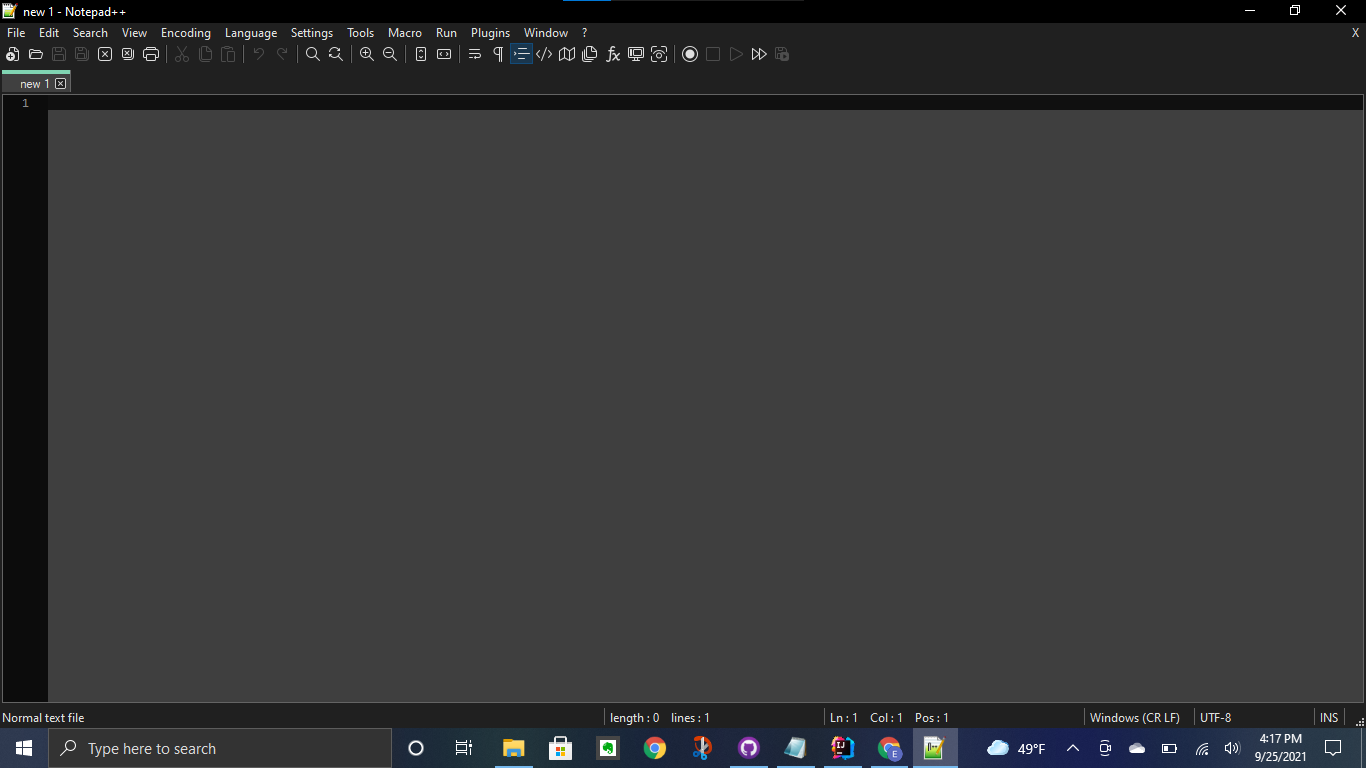 new 1 - Notepad++
File Edit Search View Encoding Language Settings Tools Macro Run Plugins Window ? X
new 1
1
Normal text file length : 0 lines : 1 Ln : 1 Col : 1 Pos : 1 Windows (CR LF) UTF-8 INS
Type here to search 49°F 4:17 PM
9/25/2021